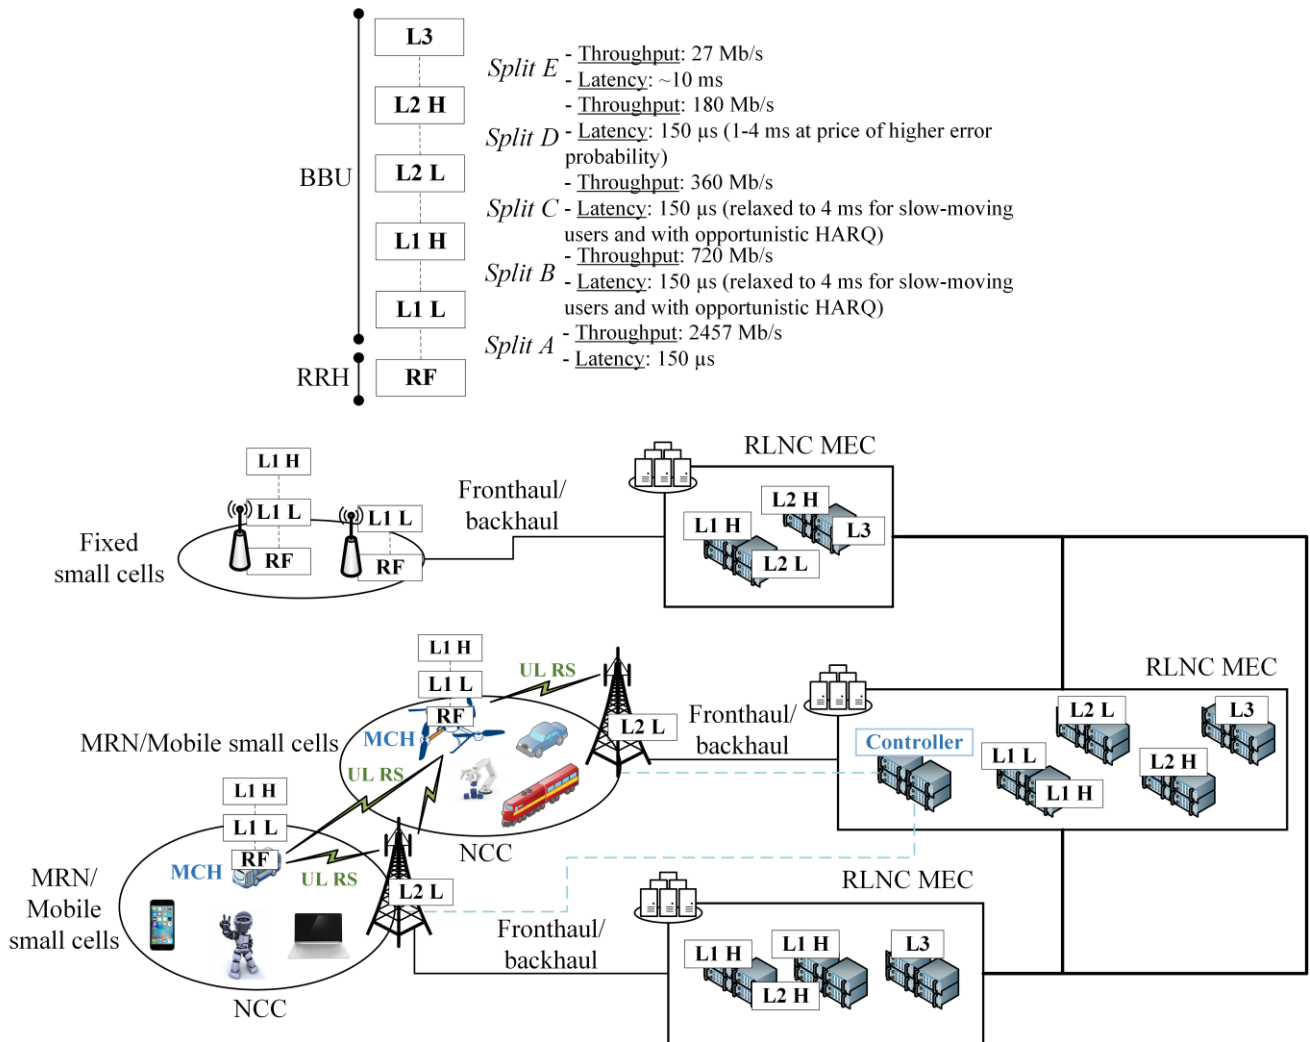 L3
- Throughput: 27 Mb/s
Split E
- Latency: ~10 ms
L2 H
- Throughput: 180 Mb/s
Split D
- Latency: 150 µs (1-4 ms at price of higher error
probability)
BBU
L2 L
- Throughput: 360 Mb/s
Split C
- Latency: 150 µs (relaxed to 4 ms for slow-moving
users and with opportunistic HARQ)
L1 H
- Throughput: 720 Mb/s
Split B
- Latency: 150 µs (relaxed to 4 ms for slow-moving
users and with opportunistic HARQ)
L1 L
- Throughput: 2457 Mb/s
Split A
- Latency: 150 µs
RRH
RF
RLNC MEC
L1 H
Fronthaul/
backhaul
L1 L
L1 L
RF
RF
Fixed
small cells
L2 H
L1 H
L3
L2 L
L1 H
UL RS
L1 L
RF
MCH
MRN/Mobile small cells
L2 L
Fronthaul/
backhaul
RLNC MEC
Controller
L2 L
L3
L1 L
L1 H
L2 H
UL RS
NCC
L1 H
L1 L
RF
MCH
UL RS
L2 L
MRN/
Mobile
small cells
NCC
Fronthaul/
backhaul
RLNC MEC
L1 H
L1 H
L3
L2 H